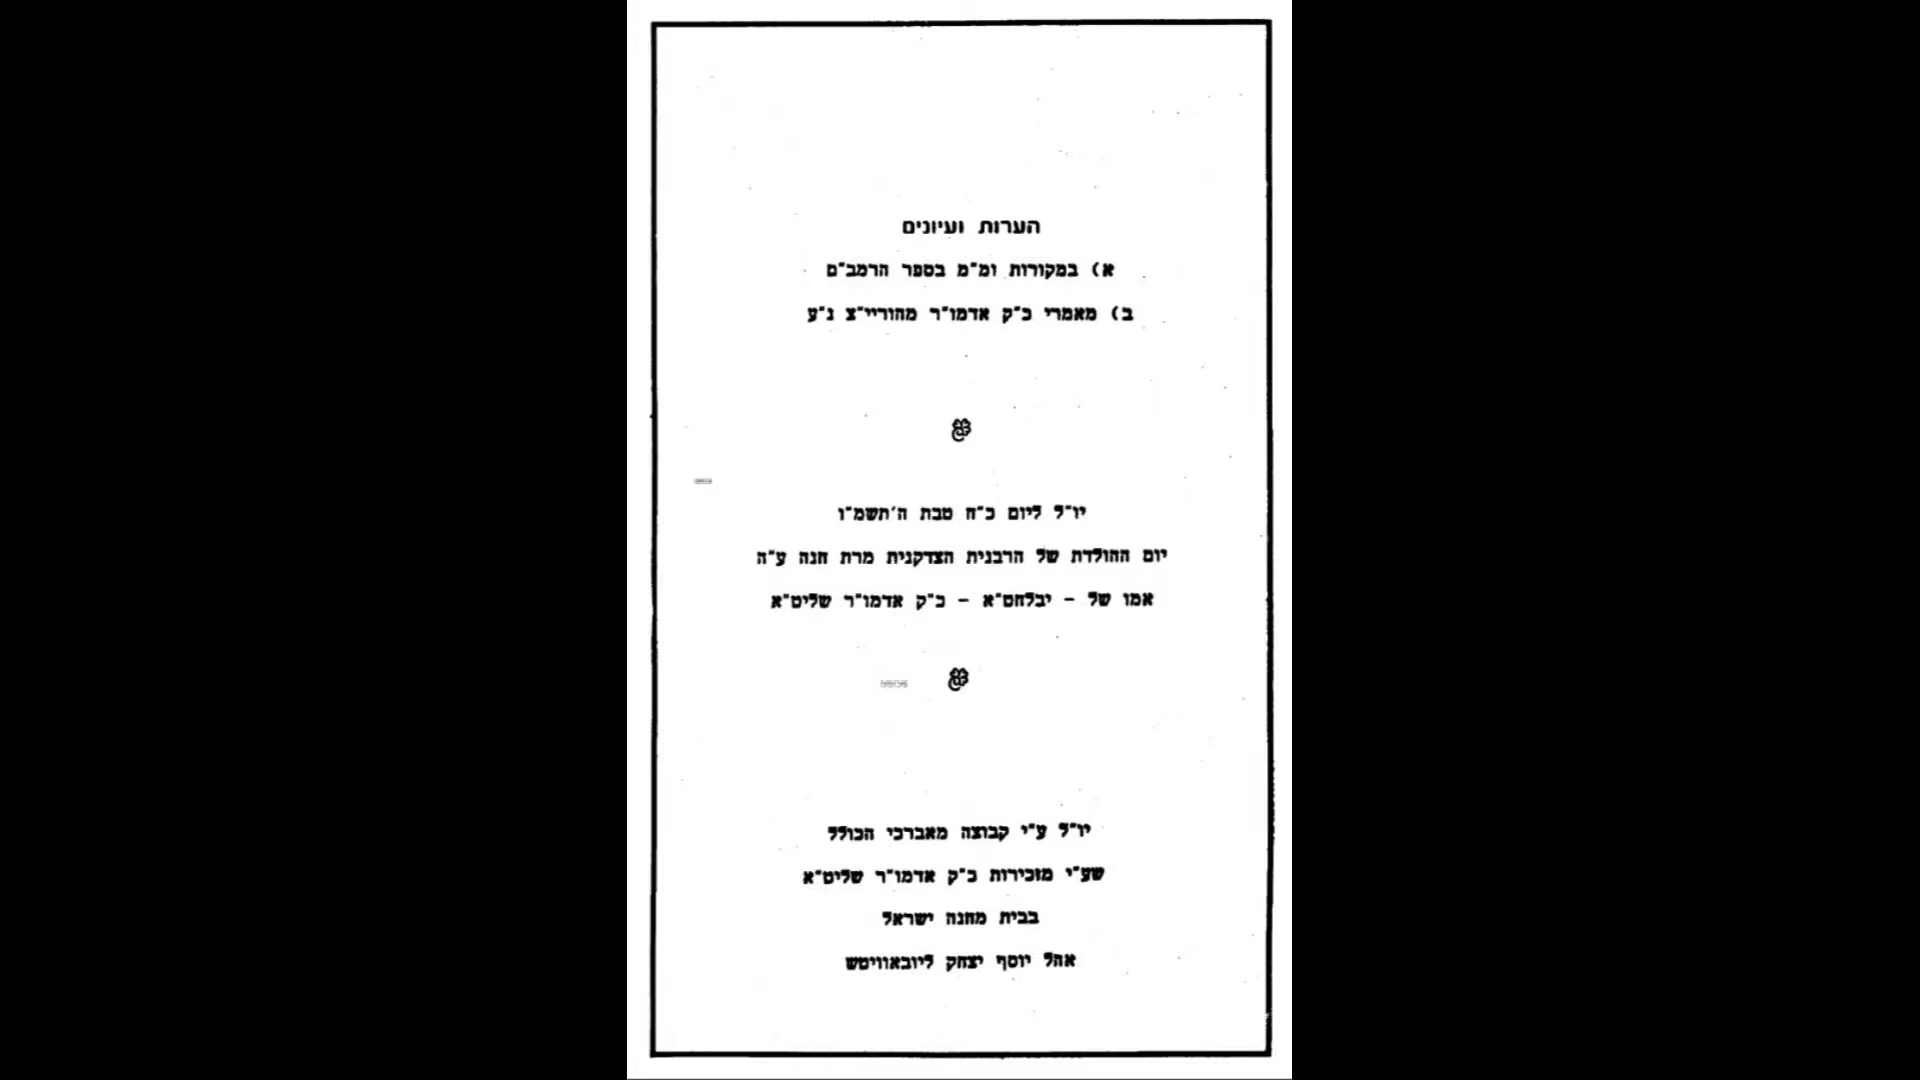 הערות ועיונים
א) במקורות ומ"מ בספר הרמב"ם
ב) מאמרי כ"ק אדמו"ר מהוריי"צ נ"ע
יו"ל ליום כ"ח טבת ה'תשמ"ו
יום ההולדת של הרבנית הצדקנית מרת חנה ע"ה
אמו של - יבלחט"א - כ"ק אדמו"ר שליט"א
יו"ל ע"י קבוצה מאברכי הכולל
שע"י מזכירות כ"ק אדמו"ר שליט"א
בבית מחנה ישראל
אהל יוסף יצחק ליובאוויטש